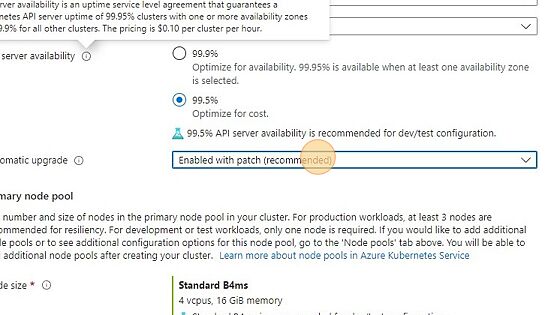 erver availability is an uptime service level agreement that guarantees a
netes API server uptime of 99.95% clusters with one or more availability zones
9.9% for all other clusters. The pricing is $0.10 per cluster per hour.
server availability
99.9%
Optimize for availability. 99.95% is available when at least one availability zone
is selected.
99.5%
Optimize for cost.
99.5% API server availability is recommended for dev/test configuration.
omatic upgrade
Enabled with patch (recommended)
mary node pool
number and size of nodes in the primary node pool in your cluster. For production workloads, at least 3 nodes are
mmended for resiliency. For development or test workloads, only one node is required. If you would like to add additional
e pools or to see additional configuration options for this node pool, go to the 'Node pools' tab above. You will be able to
additional node pools after creating your cluster. Learn more about node pools in Azure Kubernetes Service
de size *
Standard B4ms
4 vcpus, 16 GiB memory